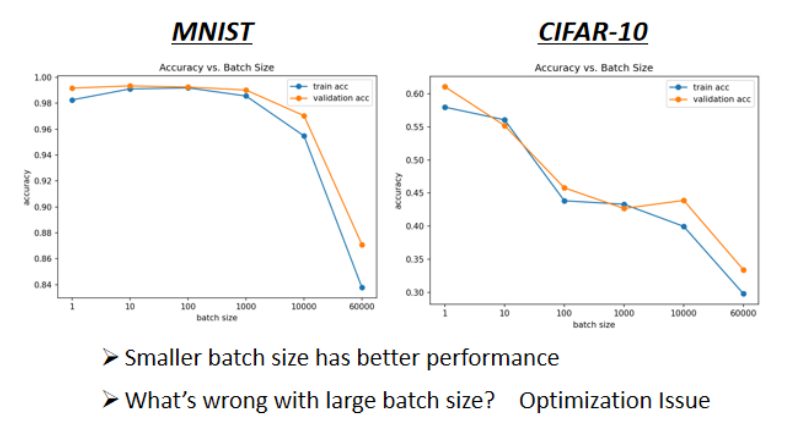 MNIST
CIFAR-10
Accuracy vs. Batch Size
Accuracy vs. Batch Size
1.00
0.98
0.96
0.94
0.92
0.90
0.88
0.86
0.84
accuracy
train acc
validation acc
1 10 100 1000 10000 60000
batch size
0.60
0.55
0.50
0.45
0.40
0.35
0.30
accuracy
train acc
validation acc
1 10 100 1000 10000 60000
batch size
➢ Smaller batch size has better performance
➢ What’s wrong with large batch size? Optimization Issue